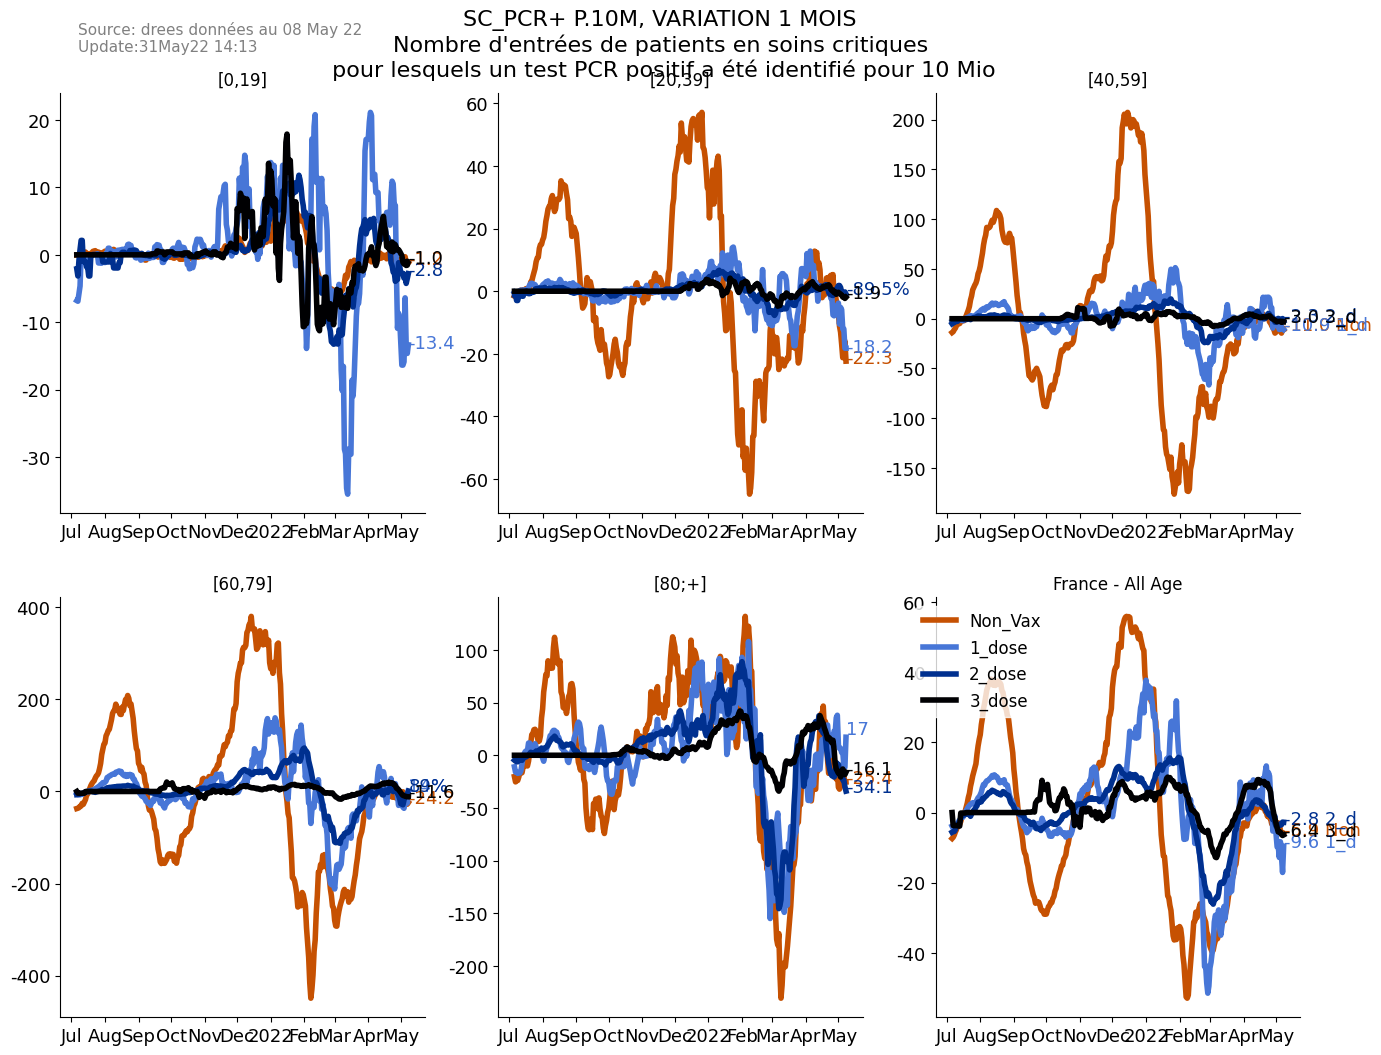 Source: drees données au 08 May 22
Update:31May22 14:13
SC_PCR+ P.10M, VARIATION 1 MOIS
Nombre d'entrées de patients en soins critiques
pour lesquels un test PCR positif a été identifié pour 10 Mio
[0,19]
20
10
0
-10
-20
-30
-1.0
-2.8
-13.4
Jul Aug Sep Oct Nov Dec 2022 Feb Mar Apr May
[20,39]
60
40
20
0
-20
-40
-60
-89.5%
-1.9
-18.2
-22.3
Jul Aug Sep Oct Nov Dec 2022 Feb Mar Apr May
[40,59]
200
150
100
50
0
-50
-100
-150
3_d
Jul Aug Sep Oct Nov Dec 2022 Feb Mar Apr May
[60,79]
400
200
0
-200
-400
-11.6
-24.2
Jul Aug Sep Oct Nov Dec 2022 Feb Mar Apr May
[80;+]
100
50
0
-50
-100
-150
-200
17
-16.1
-34.1
Jul Aug Sep Oct Nov Dec 2022 Feb Mar Apr May
France - All Age
60
40
20
0
-20
-40
Non_Vax
1_dose
2_dose
3_dose
-2.8 2_d
-6.4 3_d
-9.6 1_d
Jul Aug Sep Oct Nov Dec 2022 Feb Mar Apr May